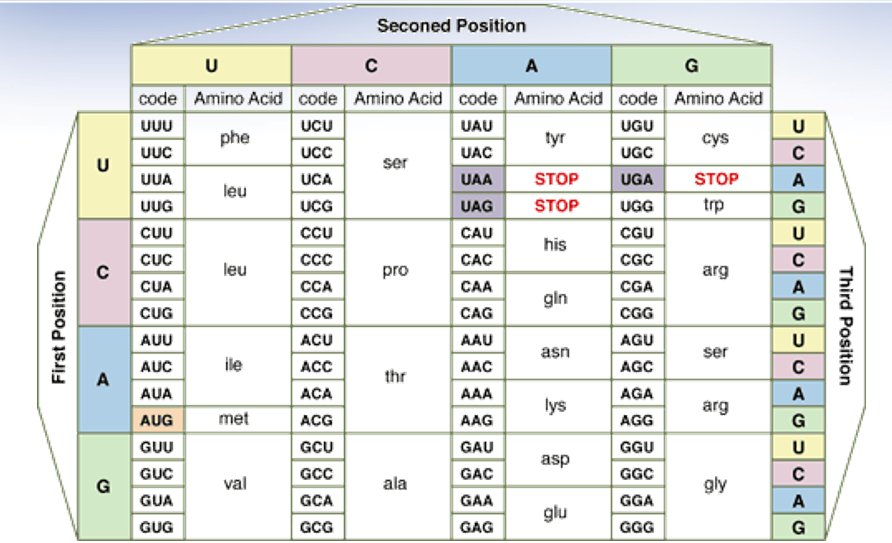 Seconed Position
U C A G
code Amino Acid code Amino Acid code Amino Acid code Amino Acid
First Position
Third Position
U
UUU phe UCU ser UAU tyr UGU cys U
UUC UCC UAC UGC C
UUA leu UCA UAA STOP UGA STOP A
UUG UCG UAG STOP UGG trp G
C
CUU leu CCU pro CAU his CGU arg U
CUC CCC CAC CGC C
CUA CCA CAA gln CGA A
CUG CCG CAG CGG G
A
AUU ile ACU thr AAU asn AGU ser U
AUC ACC AAC AGC C
AUA ACA AAA lys AGA arg A
AUG met ACG AAG AGG G
G
GUU val GCU ala GAU asp GGU gly U
GUC GCC GAC GGC C
GUA GCA GAA glu GGA A
GUG GCG GAG GGG G